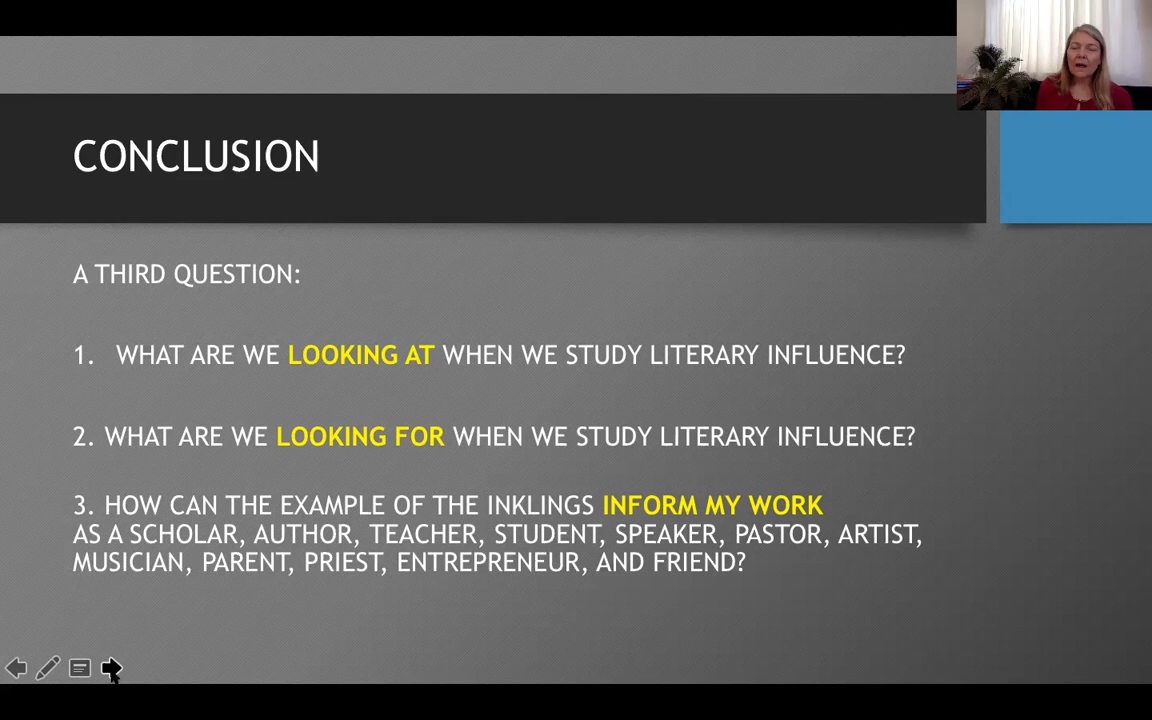 CONCLUSION
A THIRD QUESTION:
1. WHAT ARE WE LOOKING AT WHEN WE STUDY LITERARY INFLUENCE?
2. WHAT ARE WE LOOKING FOR WHEN WE STUDY LITERARY INFLUENCE?
3. HOW CAN THE EXAMPLE OF THE INKLINGS INFORM MY WORK
AS A SCHOLAR, AUTHOR, TEACHER, STUDENT, SPEAKER, PASTOR, ARTIST,
MUSICIAN, PARENT, PRIEST, ENTREPRENEUR, AND FRIEND?